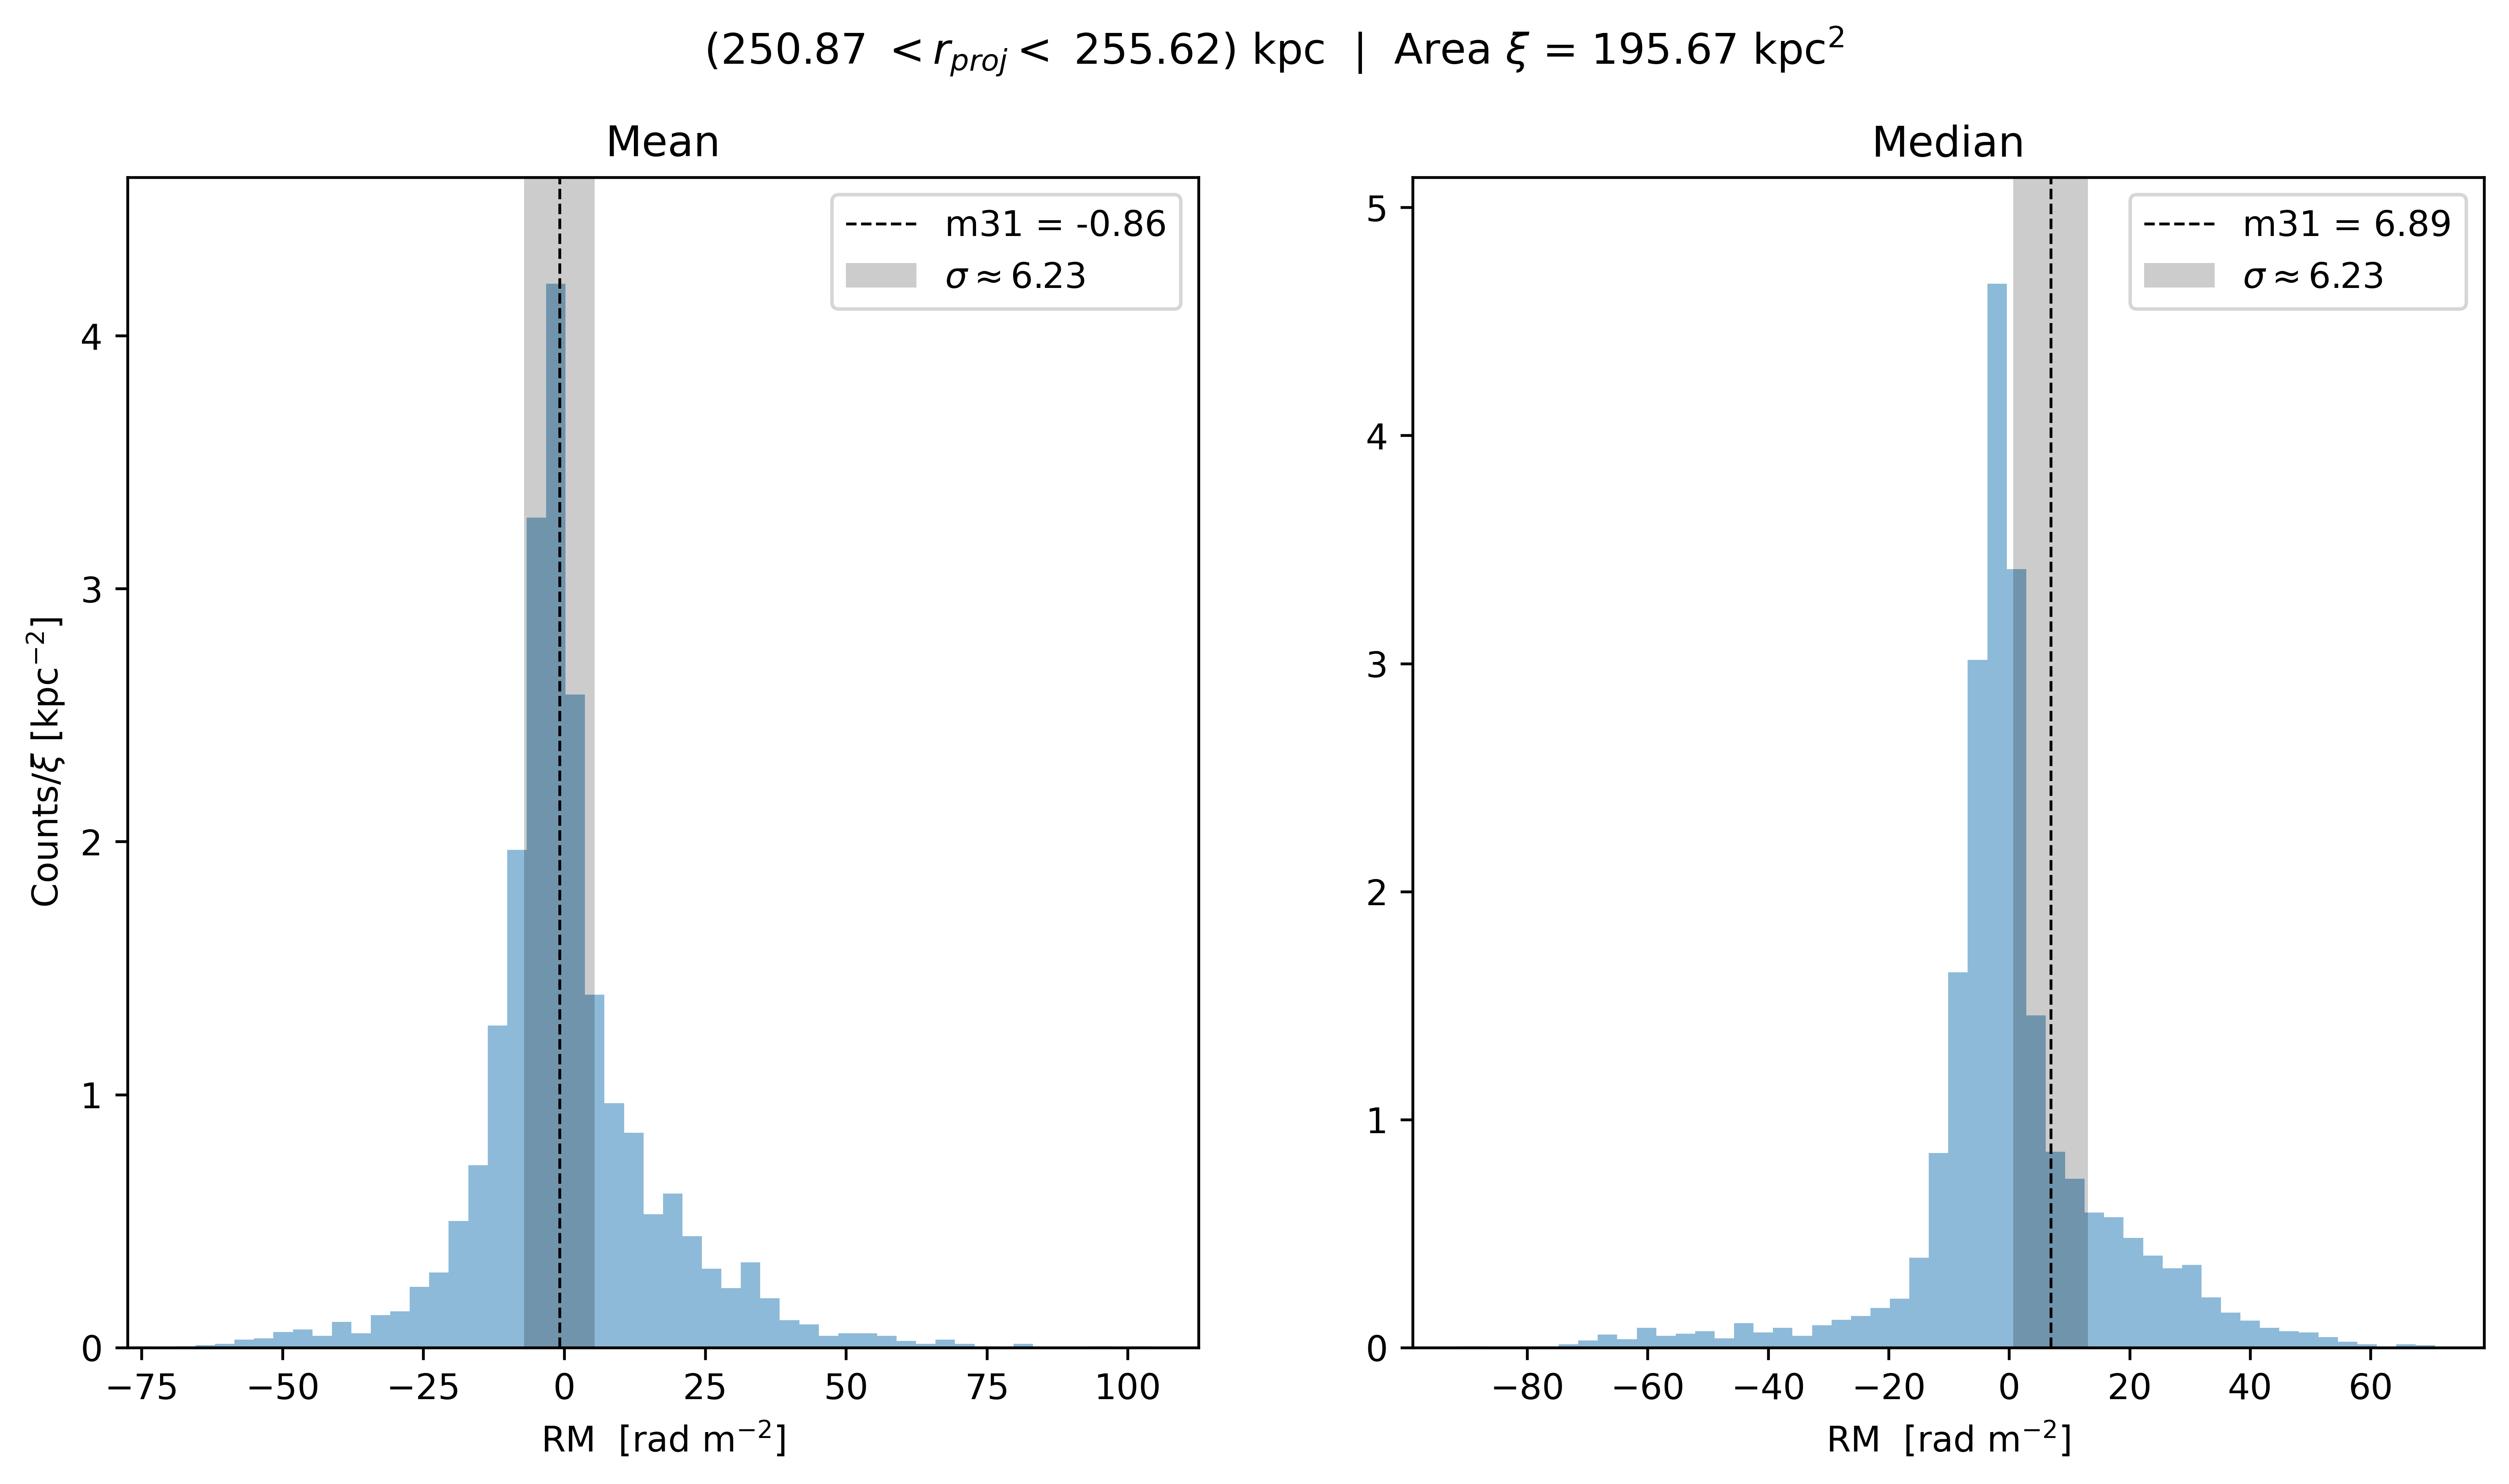 (250.87 < r_proj < 255.62) kpc | Area ξ = 195.67 kpc²
Mean
m31 = -0.86
σ ≈ 6.23
4
3
2
1
0
Counts/ξ [kpc⁻²]
−75 −50 −25 0 25 50 75 100
RM [rad m⁻²]
Median
m31 = 6.89
σ ≈ 6.23
5
4
3
2
1
0
−80 −60 −40 −20 0 20 40 60
RM [rad m⁻²]